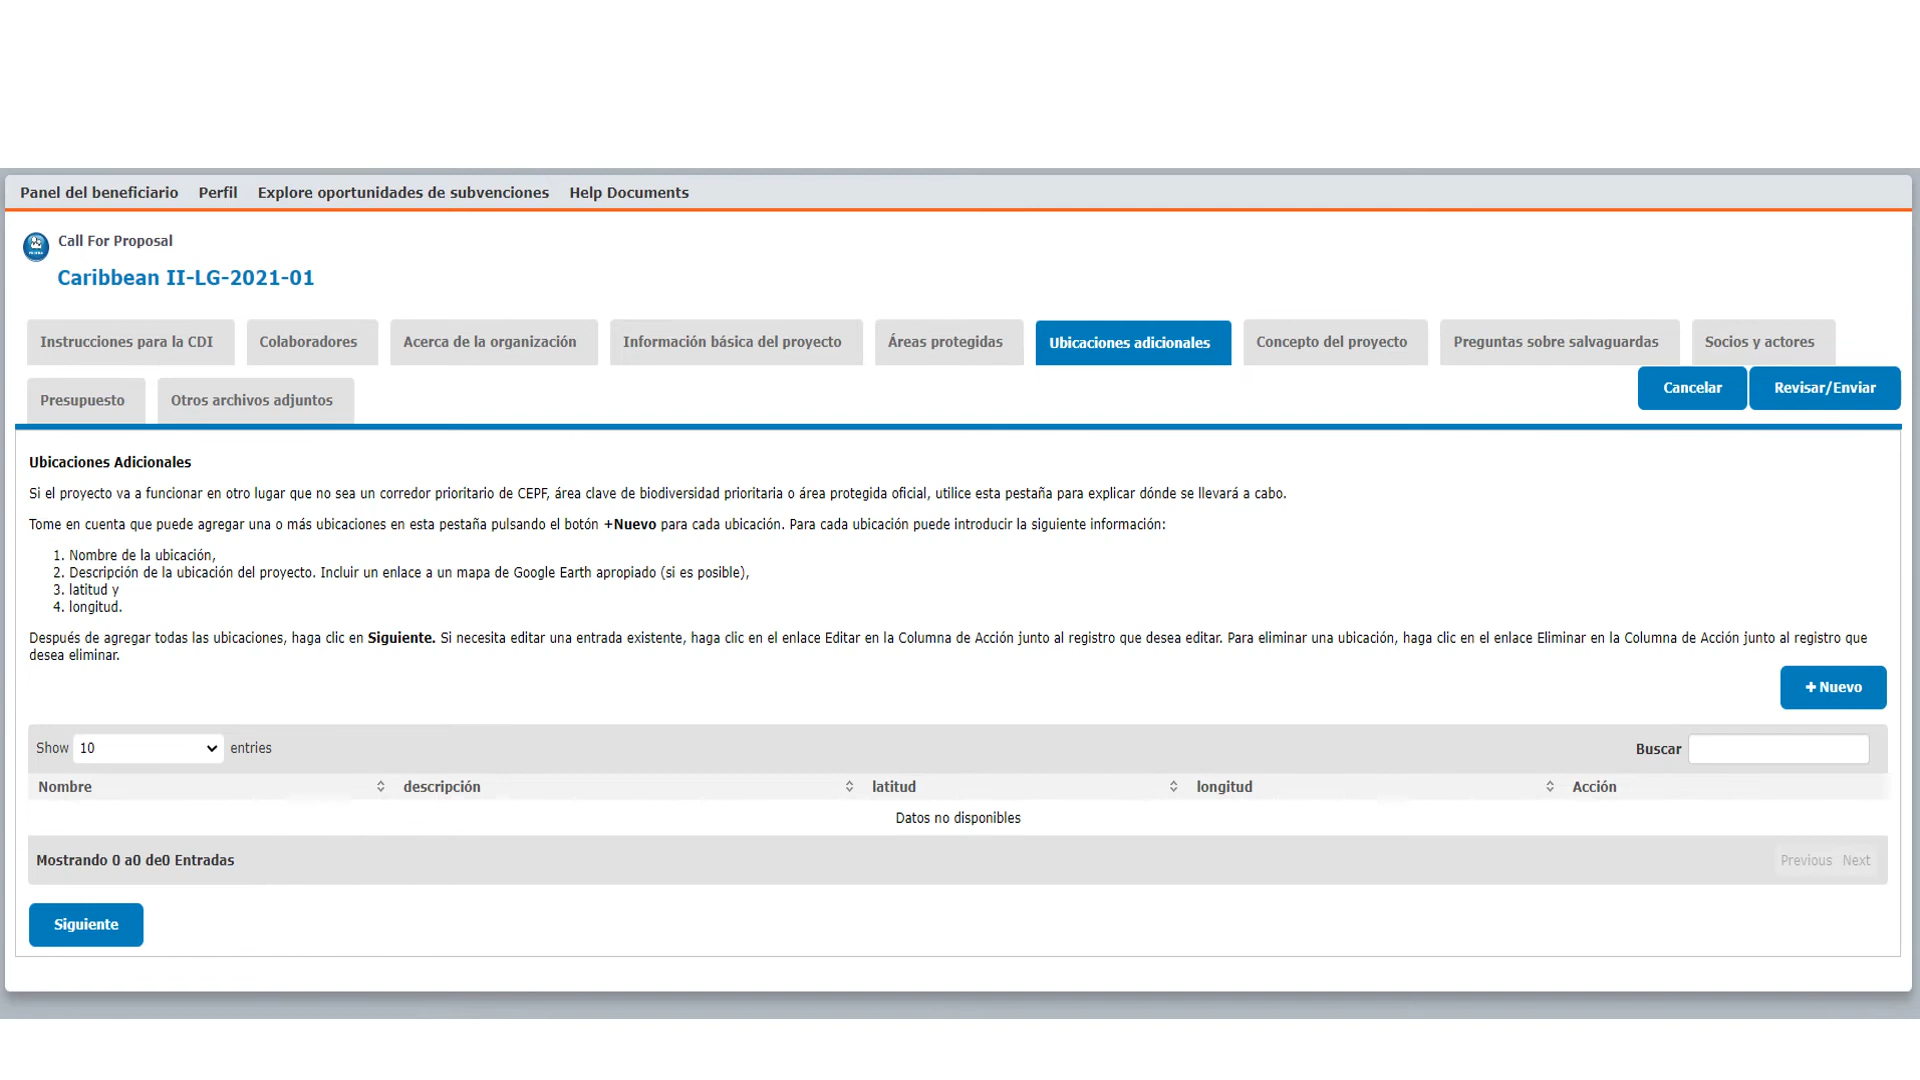 Panel del beneficiario Perfil Explore oportunidades de subvenciones Help Documents
Call For Proposal
Caribbean II-LG-2021-01
Instrucciones para la CDI Colaboradores Acerca de la organización Información básica del proyecto Áreas protegidas Ubicaciones adicionales Concepto del proyecto Preguntas sobre salvaguardas Socios y actores
Presupuesto Otros archivos adjuntos Cancelar Revisar/Enviar
Ubicaciones Adicionales
Si el proyecto va a funcionar en otro lugar que no sea un corredor prioritario de CEPF, área clave de biodiversidad prioritaria o área protegida oficial, utilice esta pestaña para explicar dónde se llevará a cabo.
Tome en cuenta que puede agregar una o más ubicaciones en esta pestaña pulsando el botón +Nuevo para cada ubicación. Para cada ubicación puede introducir la siguiente información:
1. Nombre de la ubicación,
2. Descripción de la ubicación del proyecto. Incluir un enlace a un mapa de Google Earth apropiado (si es posible),
3. latitud y
4. longitud.
Después de agregar todas las ubicaciones, haga clic en Siguiente. Si necesita editar una entrada existente, haga clic en el enlace Editar en la Columna de Acción junto al registro que desea editar. Para eliminar una ubicación, haga clic en el enlace Eliminar en la Columna de Acción junto al registro que
desea eliminar.
+ Nuevo
Show 10 entries Buscar
Nombre descripción latitud longitud Acción
Datos no disponibles
Mostrando 0 a0 de0 Entradas Previous Next
Siguiente